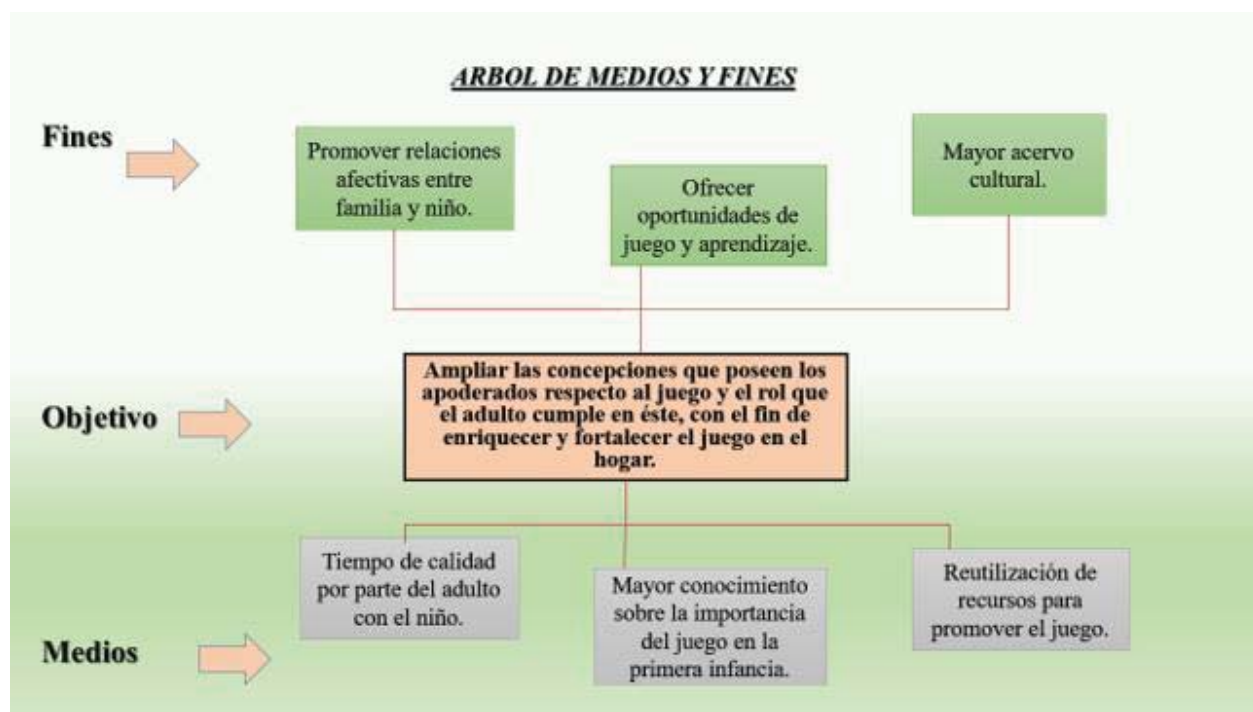 ARBOL DE MEDIOS Y FINES
Fines
Promover relaciones
afectivas entre
familia y niño.
Ofrecer
oportunidades de
juego y aprendizaje.
Mayor acervo
cultural.
Objetivo
Ampliar las concepciones que poseen los
apoderados respecto al juego y el rol que
el adulto cumple en éste, con el fin de
enriquecer y fortalecer el juego en el
hogar.
Medios
Tiempo de calidad
por parte del adulto
con el niño.
Mayor conocimiento
sobre la importancia
del juego en la
primera infancia.
Reutilización de
recursos para
promover el juego.